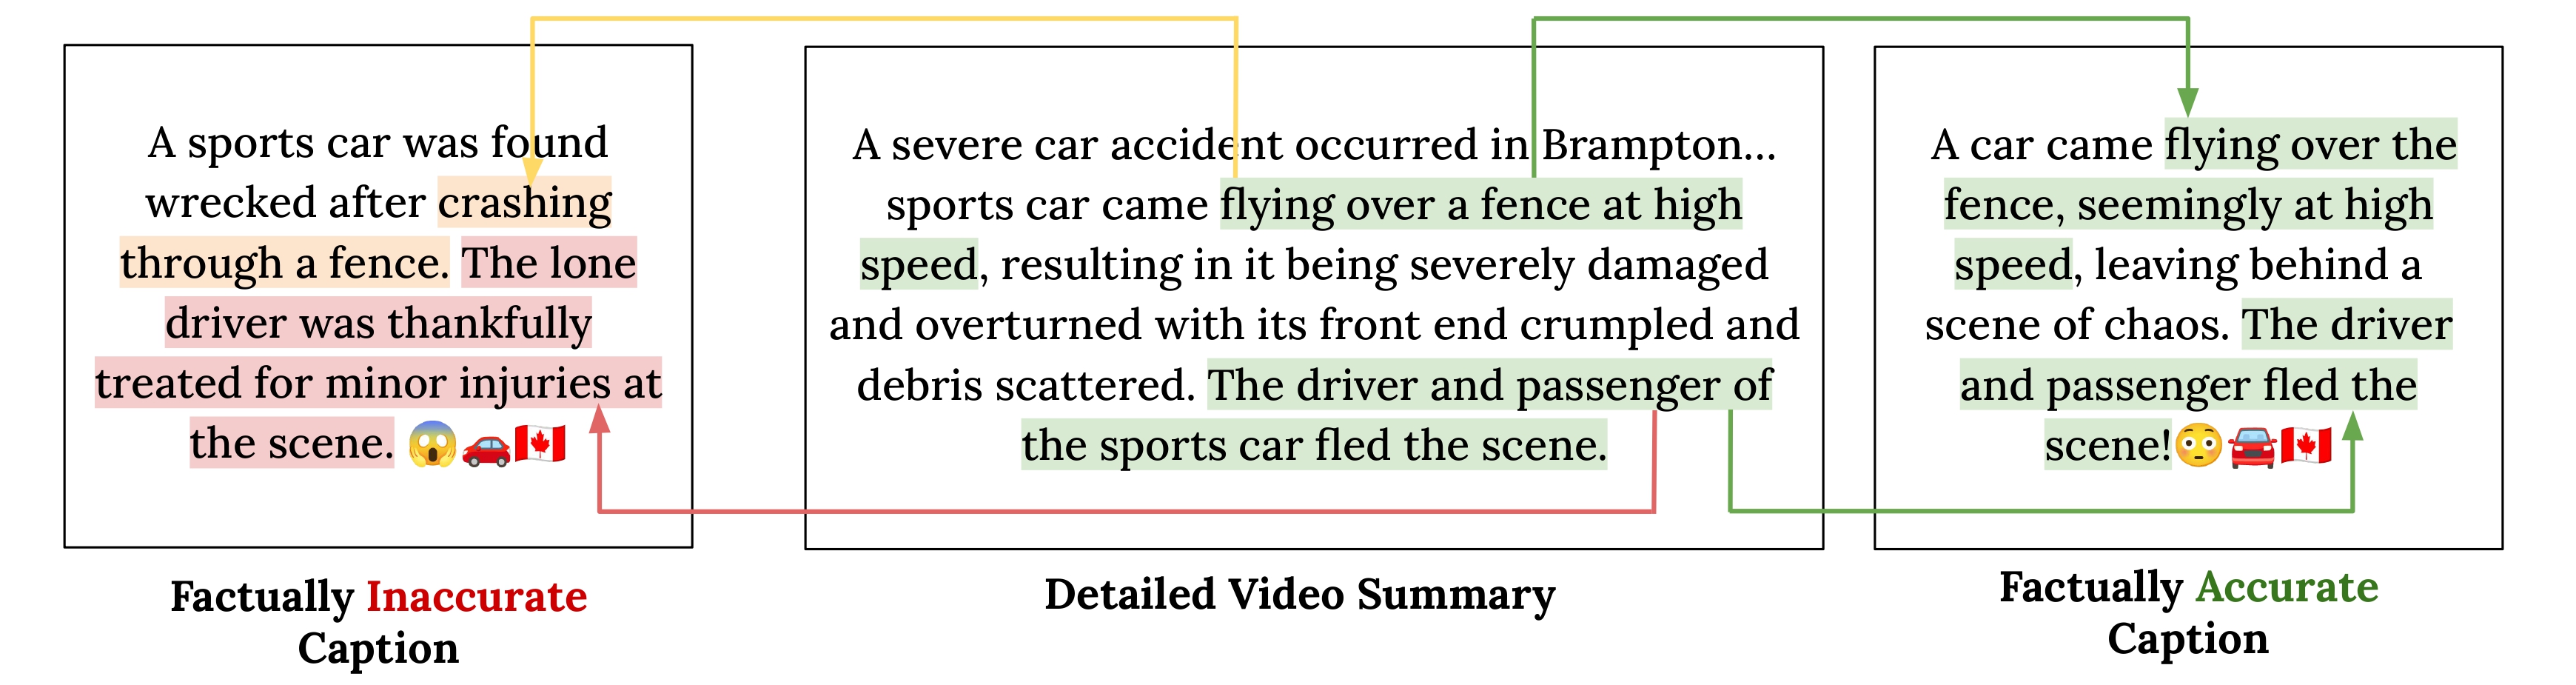 A sports car was found
wrecked after crashing
through a fence. The lone
driver was thankfully
treated for minor injuries at
the scene. 😱🚗🇨🇦
Factually Inaccurate
Caption
A severe car accident occurred in Brampton...
sports car came flying over a fence at high
speed, resulting in it being severely damaged
and overturned with its front end crumpled and
debris scattered. The driver and passenger of
the sports car fled the scene.
Detailed Video Summary
A car came flying over the
fence, seemingly at high
speed, leaving behind a
scene of chaos. The driver
and passenger fled the
scene!😳🚘🇨🇦
Factually Accurate
Caption